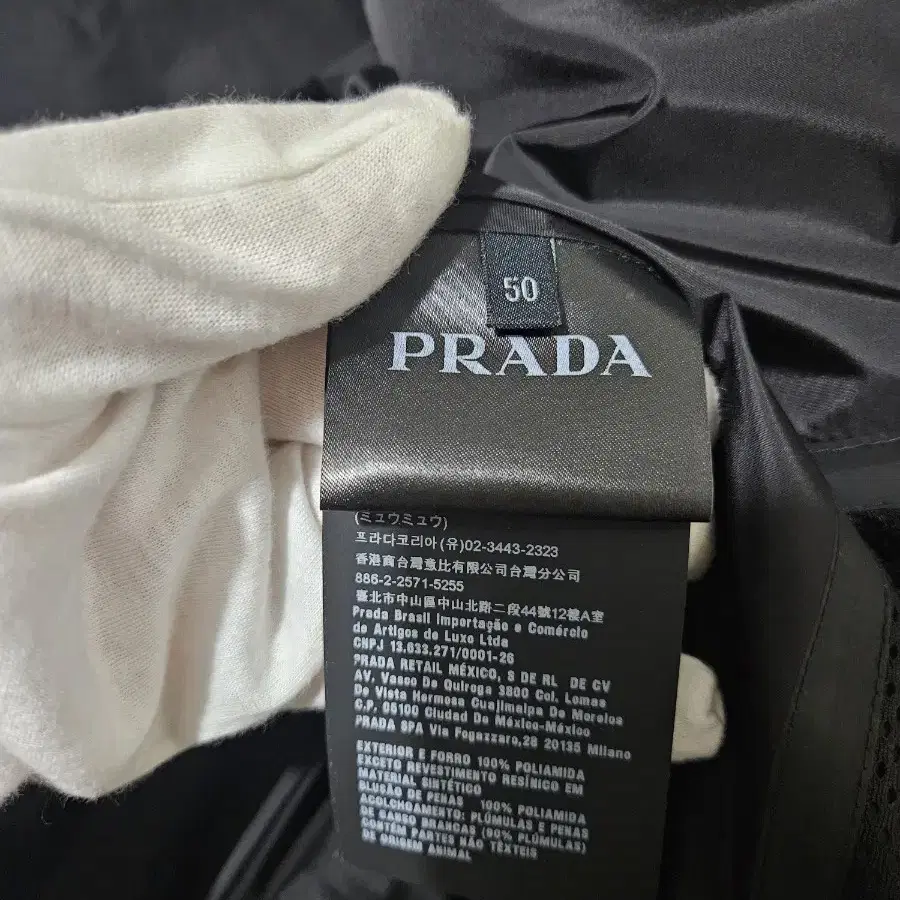 50
PRADA
(ミュウミュウ)
프라다코리아(유)02-3443-2323
香港商台灣意比有限公司台灣分公司
886-2-2571-5255
臺北市中山區中山北路二段44號12樓A室
Prada Brasil Importação e Comércio
de Artigos de Luxo Ltda
CNPJ 13.833.271/0001-26
PRADA RETAIL MÉXICO, S DE RL DE CV
AV. Vasco De Quiroga 3800 Col. Lomas
De Vista Hermosa Cuajimalpa De Morelos
C.P. 05100 Ciudad De México-México
PRADA SPA Via Fogazzaro,28 20135 Milano
EXTERIOR E FORRO 100% POLIAMIDA
EXCETO REVESTIMENTO RESÍNICO EM
MATERIAL SINTÉTICO
BLUSÃO DE PENAS 100% POLIAMIDA
ACOLCHOAMENTO: PLÚMULAS E PENAS
DE GANSO BRANCAS (90% PLÚMULAS)
CONTÉM PARTES NÃO TÊXTEIS
DE ORIGEM ANIMAL